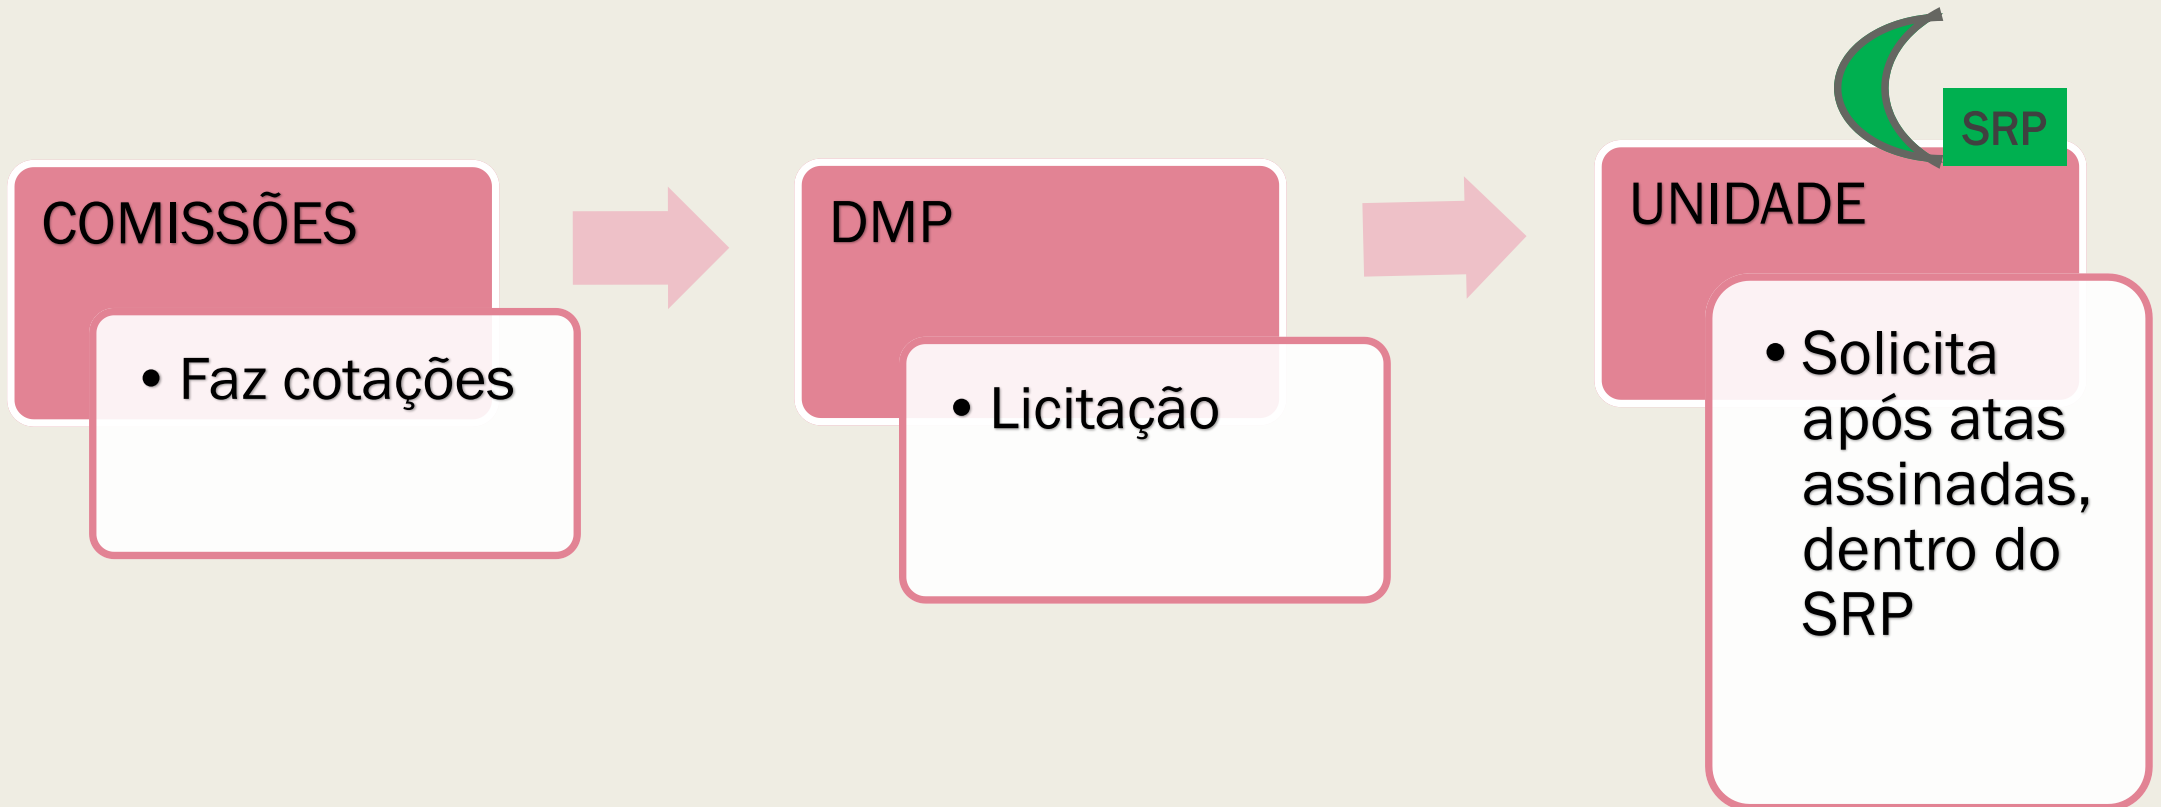 COMISSÕES
• Faz cotações
DMP
• Licitação
SRP
UNIDADE
• Solicita
após atas
assinadas,
dentro do
SRP